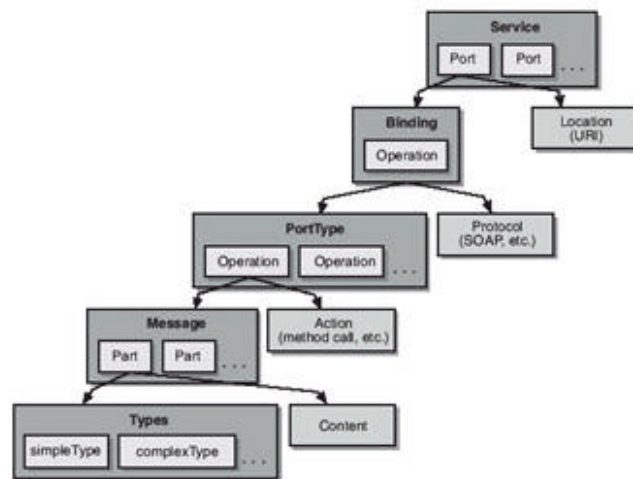 Service
Port
Port
. . .
Binding
Operation
Location
(URI)
PortType
Operation
Operation
. . .
Protocol
(SOAP, etc.)
Message
Part
Part
. . .
Action
(method call, etc.)
Types
simpleType
complexType
. . .
Content